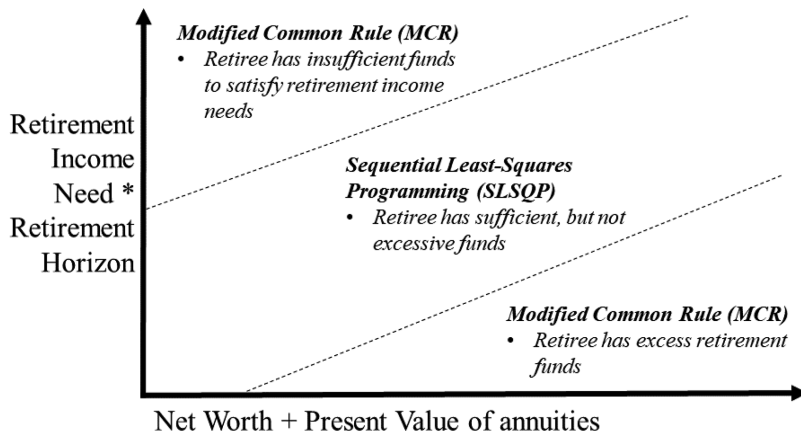 Modified Common Rule (MCR)
• Retiree has insufficient funds
to satisfy retirement income
needs
Retirement
Income
Need *
Retirement
Horizon
Sequential Least-Squares
Programming (SLSQP)
• Retiree has sufficient, but not
excessive funds
Modified Common Rule (MCR)
• Retiree has excess retirement
funds
Net Worth + Present Value of annuities